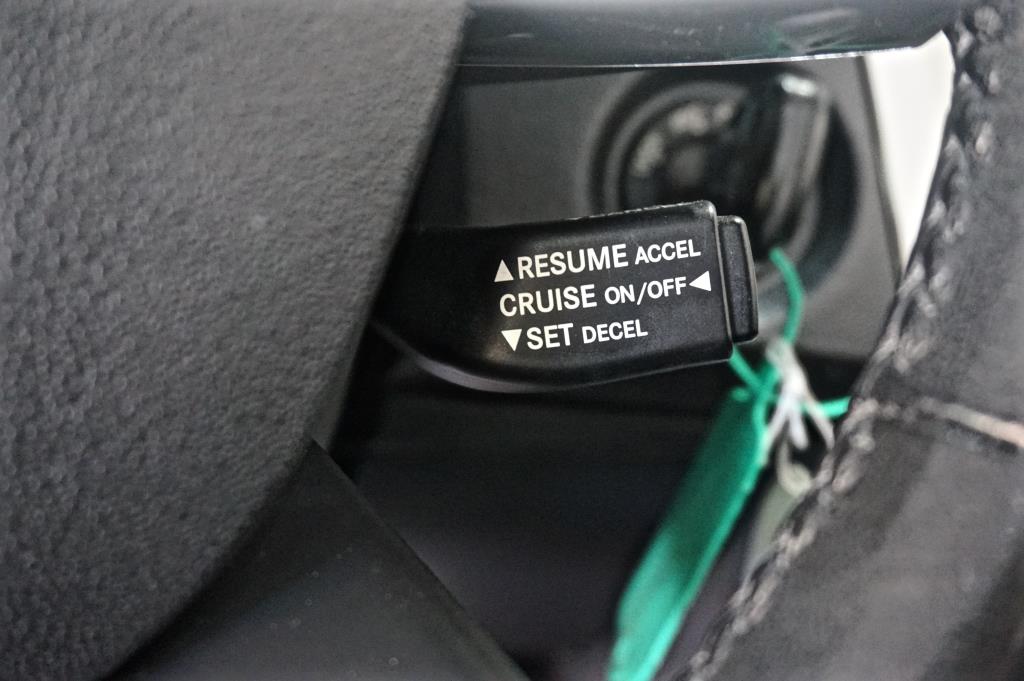 ▲RESUME ACCEL
CRUISE ON/OFF◀
▼SET DECEL